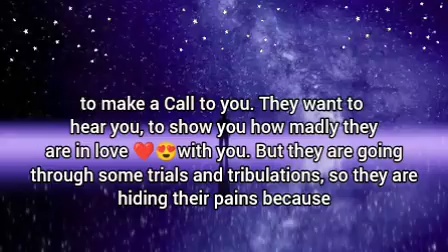 to make a Call to you. They want to
hear you, to show you how madly they
are in love ❤️😍with you. But they are going
through some trials and tribulations, so they are
hiding their pains because